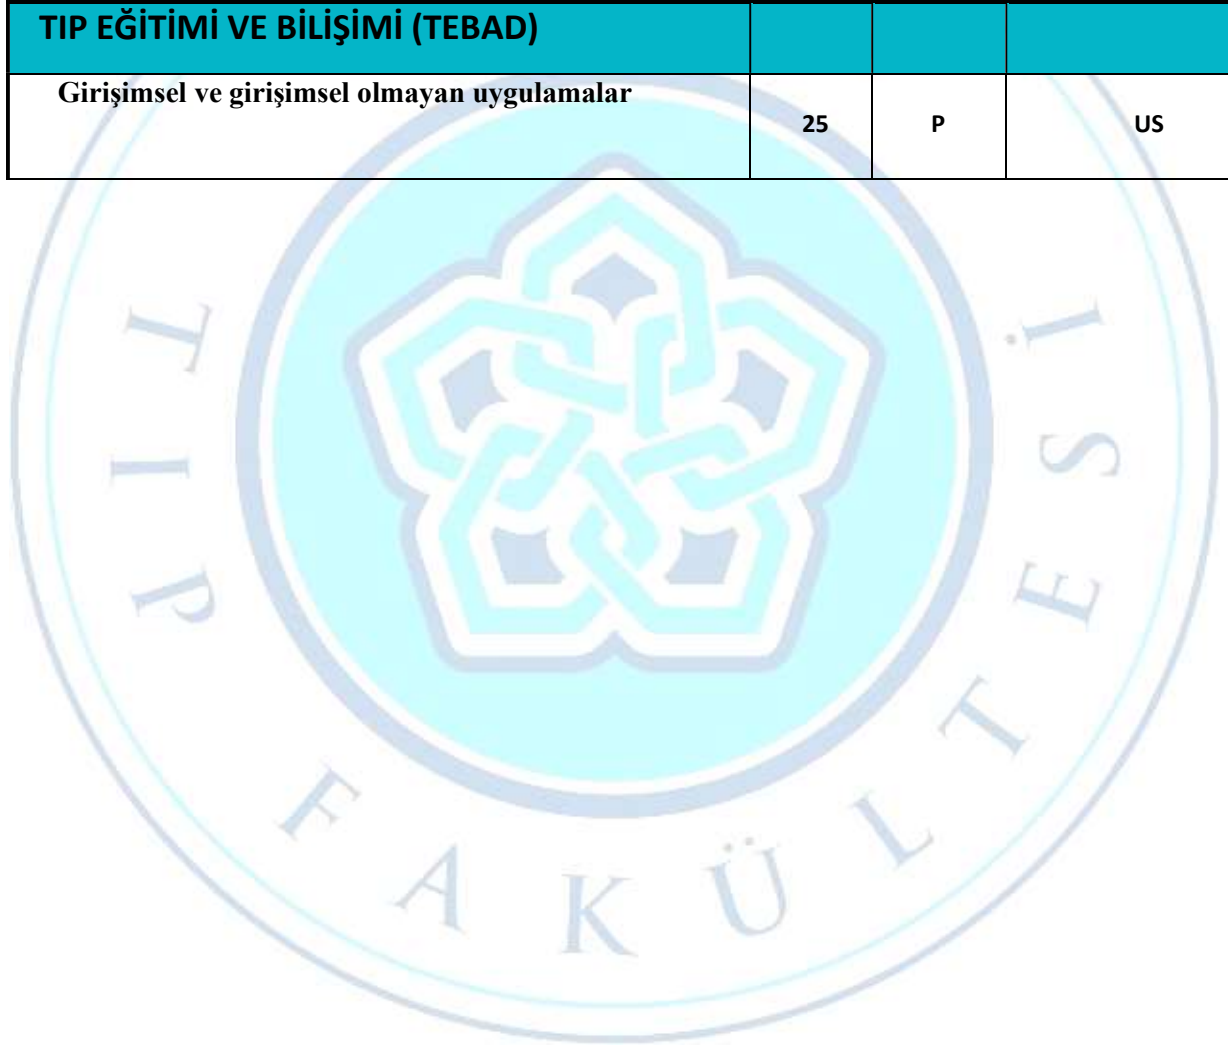 TIP EĞİTİMİ VE BİLİŞİMİ (TEBAD)
Girişimsel ve girişimsel olmayan uygulamalar
25 P US
TIP FAKÜLTESİ